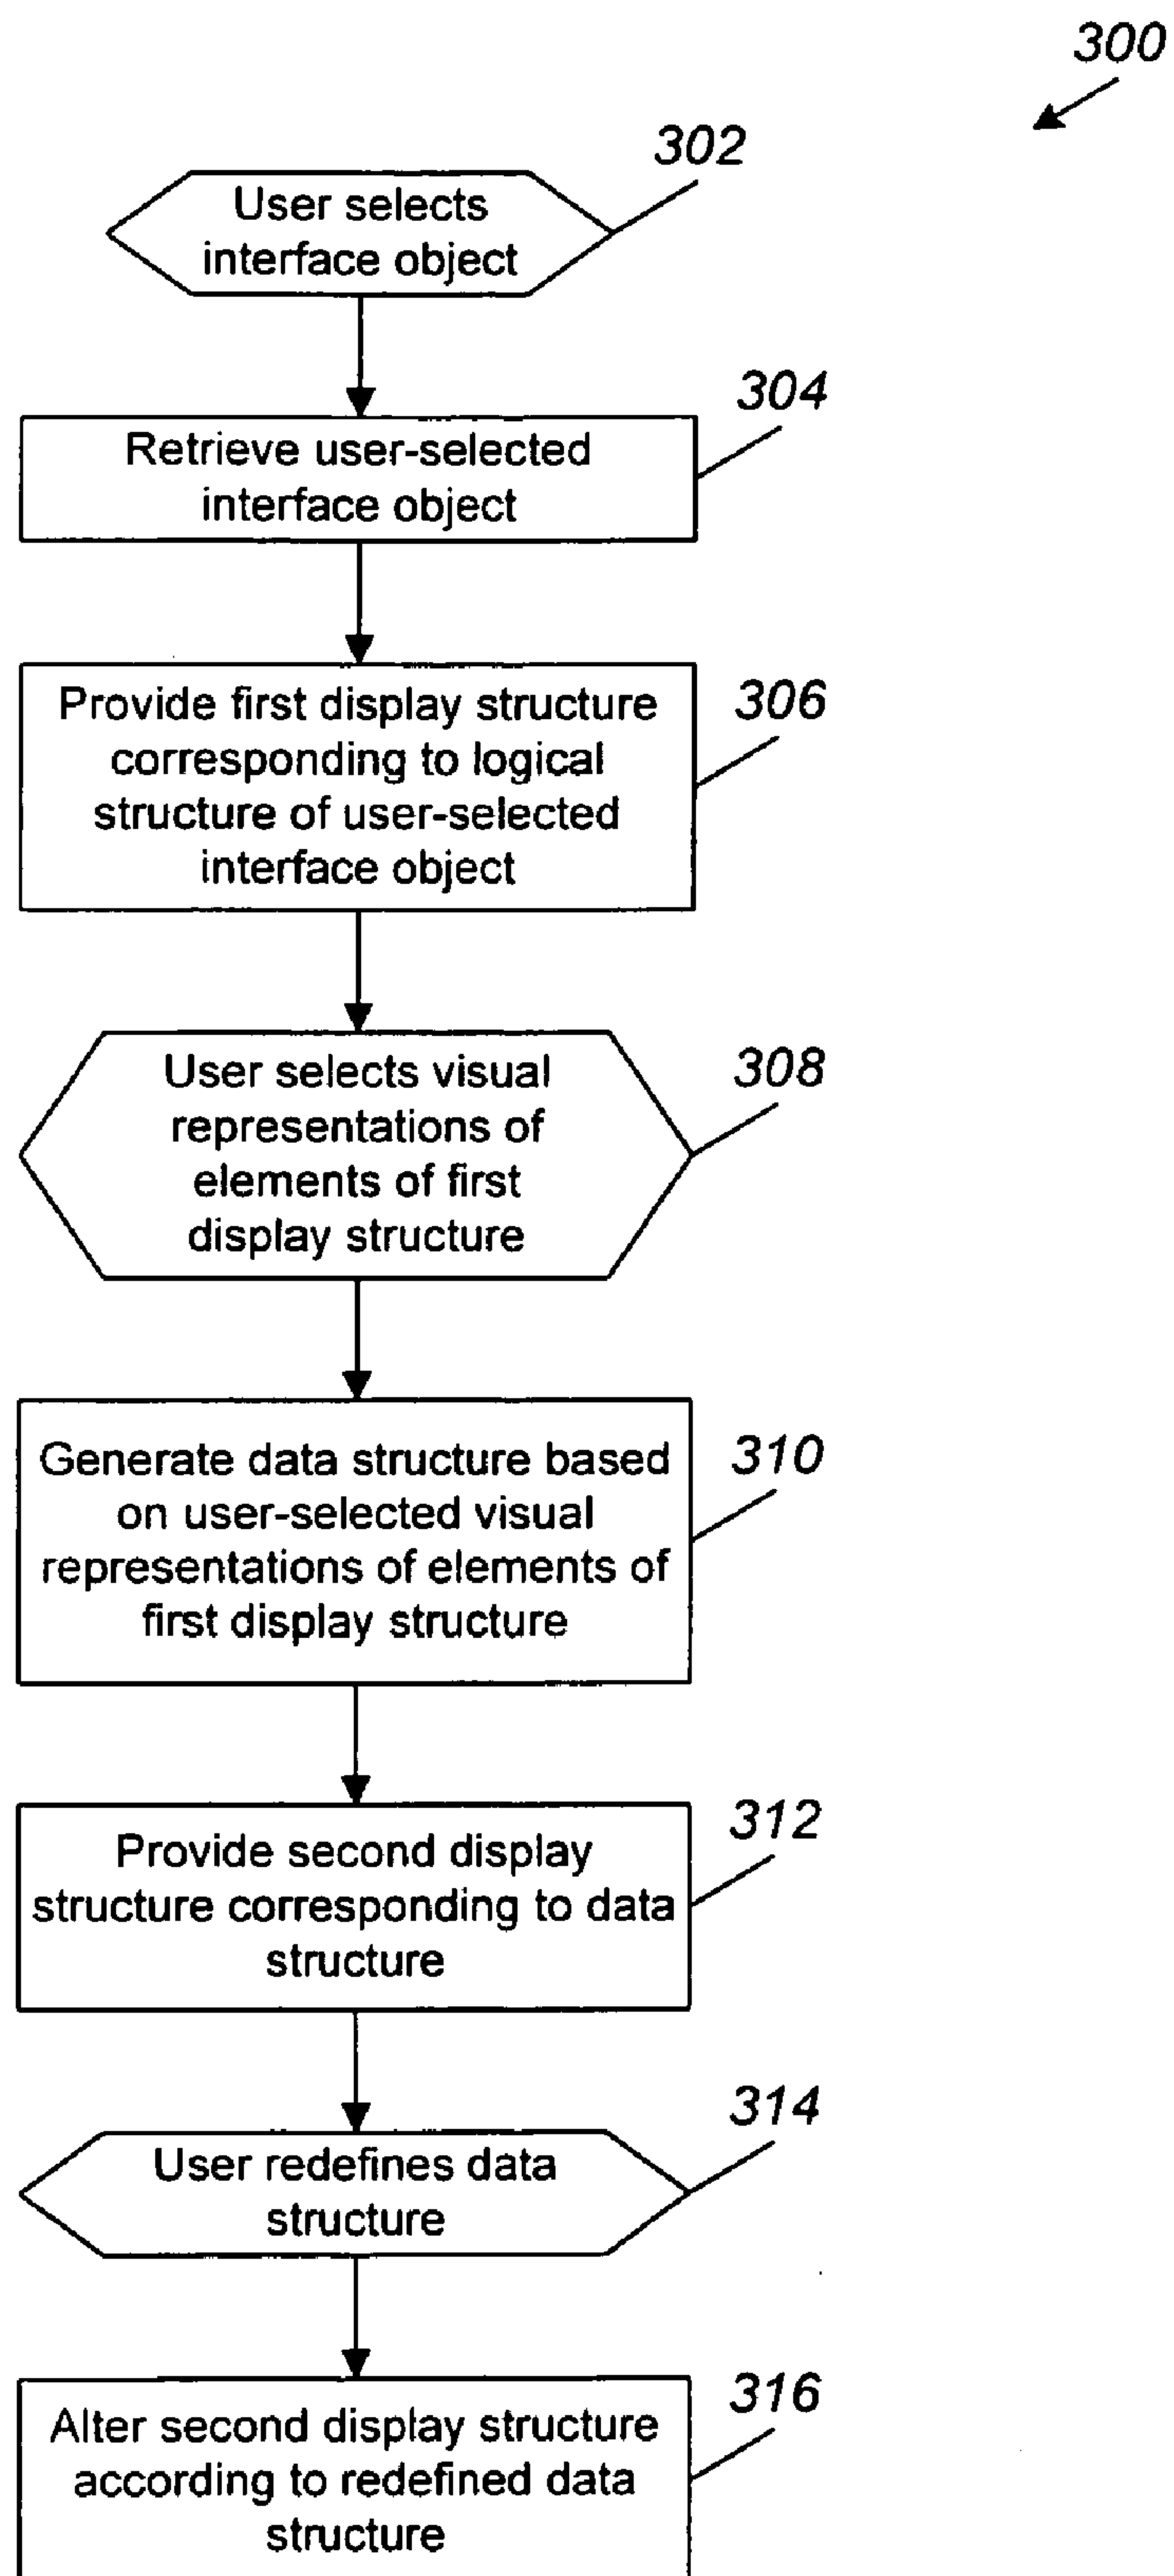 300
302
User selects
interface object
304
Retrieve user-selected
interface object
306
Provide first display structure
corresponding to logical
structure of user-selected
interface object
308
User selects visual
representations of
elements of first
display structure
310
Generate data structure based
on user-selected visual
representations of elements of
first display structure
312
Provide second display
structure corresponding to data
structure
314
User redefines data
structure
316
Alter second display structure
according to redefined data
structure